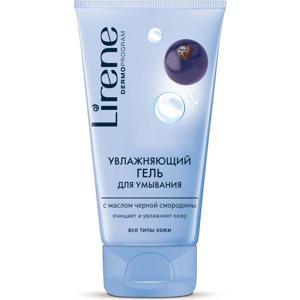 Lirene
DERMOPROGRAM
УВЛАЖНЯЮЩИЙ
ГЕЛЬ
ДЛЯ УМЫВАНИЯ
с маслом черной смородины
очищает и увлажняет кожу
все типы кожи